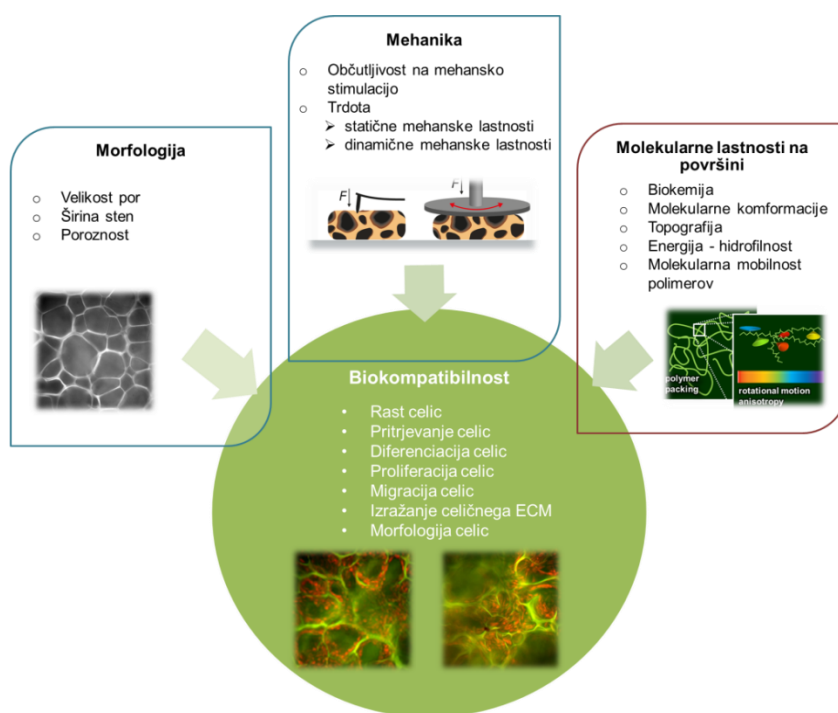 Mehanika
Občutljivost na mehansko
stimulacijo
Trdota
statične mehanske lastnosti
dinamične mehanske lastnosti
F
F
Morfologija
Velikost por
Širina sten
Poroznost
Molekularne lastnosti na
površini
Biokemija
Molekularne komformacije
Topografija
Energija - hidrofilnost
Molekularna mobilnost
polimerov
polymer
packing
rotational motion
anisotropy
Biokompatibilnost
Rast celic
Pritrjevanje celic
Diferenciacija celic
Proliferacija celic
Migracija celic
Izražanje celičnega ECM
Morfologija celic